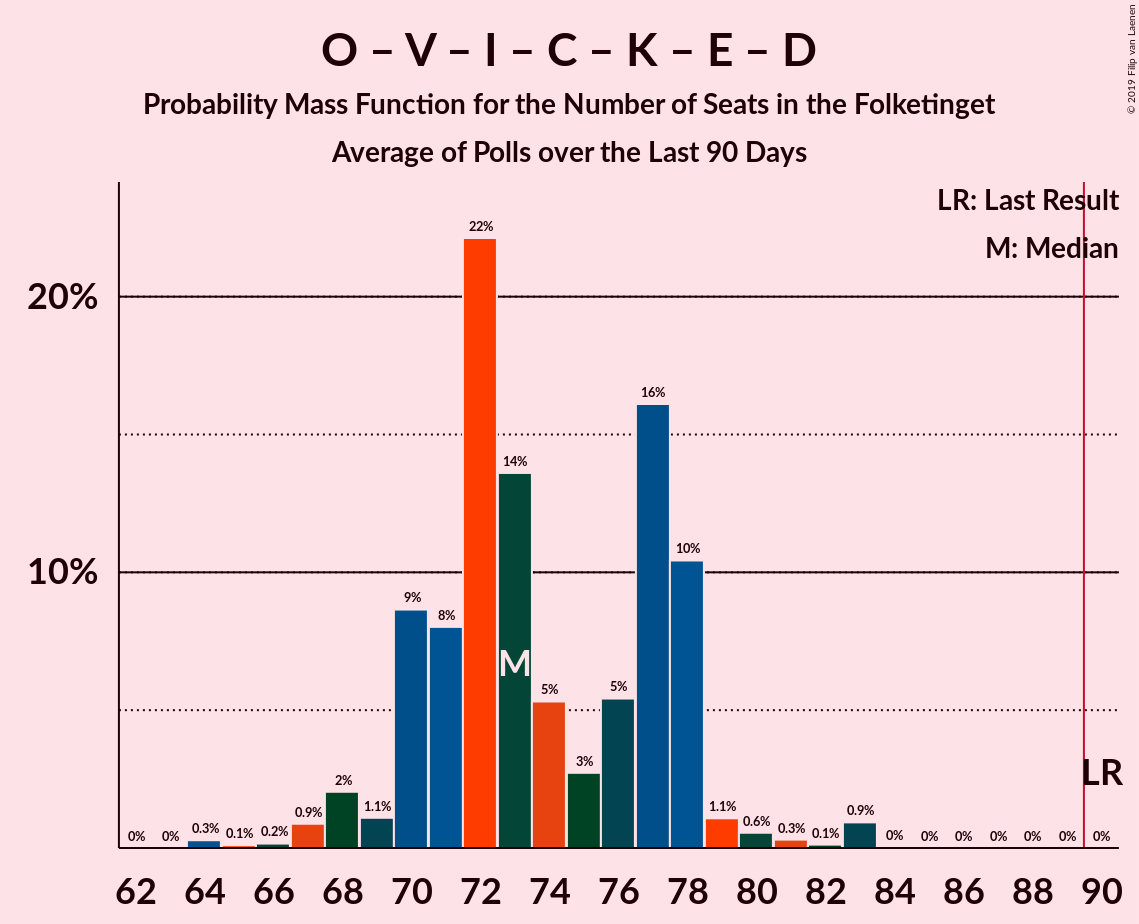 O – V – I – C – K – E – D
Probability Mass Function for the Number of Seats in the Folketinget
Average of Polls over the Last 90 Days
© 2019 Filip van Laenen
LR: Last Result
M: Median
20%
10%
0% 0% 0.3% 0.1% 0.2% 0.9% 2% 1.1% 9% 8% 22% 14% 5% 3% 5% 16% 10% 1.1% 0.6% 0.3% 0.1% 0.9% 0% 0% 0% 0% 0% 0% 0%
M
LR
62 64 66 68 70 72 74 76 78 80 82 84 86 88 90